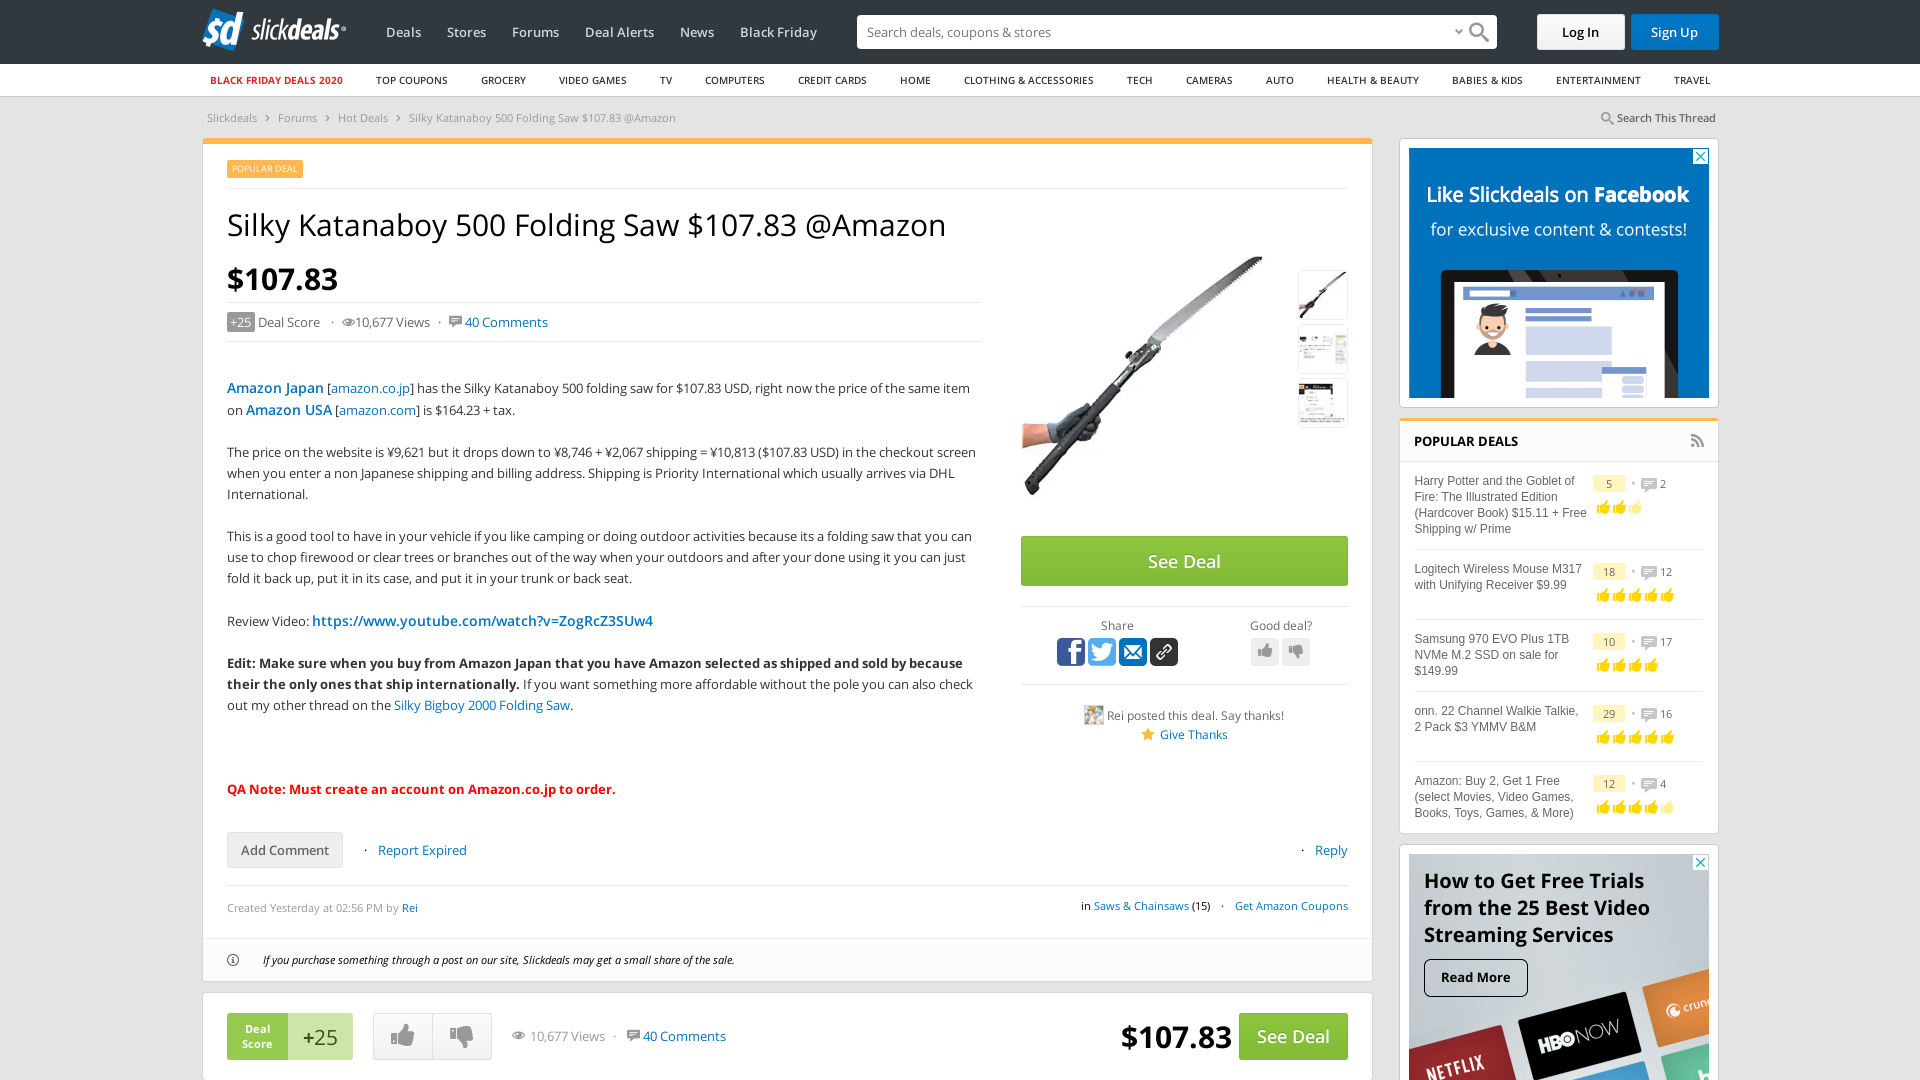 sd slickdeals
Deals Stores Forums Deal Alerts News Black Friday
Search deals, coupons & stores
Log In Sign Up
BLACK FRIDAY DEALS 2020 TOP COUPONS GROCERY VIDEO GAMES TV COMPUTERS CREDIT CARDS HOME CLOTHING & ACCESSORIES TECH CAMERAS AUTO HEALTH & BEAUTY BABIES & KIDS ENTERTAINMENT TRAVEL
Slickdeals › Forums › Hot Deals › Silky Katanaboy 500 Folding Saw $107.83 @Amazon
Search This Thread
POPULAR DEAL
Silky Katanaboy 500 Folding Saw $107.83 @Amazon
$107.83
+25 Deal Score · 10,677 Views · 40 Comments
Amazon Japan [amazon.co.jp] has the Silky Katanaboy 500 folding saw for $107.83 USD, right now the price of the same item
on Amazon USA [amazon.com] is $164.23 + tax.
The price on the website is ¥9,621 but it drops down to ¥8,746 + ¥2,067 shipping = ¥10,813 ($107.83 USD) in the checkout screen
when you enter a non Japanese shipping and billing address. Shipping is Priority International which usually arrives via DHL
International.
This is a good tool to have in your vehicle if you like camping or doing outdoor activities because its a folding saw that you can
use to chop firewood or clear trees or branches out of the way when your outdoors and after your done using it you can just
fold it back up, put it in its case, and put it in your trunk or back seat.
Review Video: https://www.youtube.com/watch?v=ZogRcZ3SUw4
Edit: Make sure when you buy from Amazon Japan that you have Amazon selected as shipped and sold by because
their the only ones that ship internationally. If you want something more affordable without the pole you can also check
out my other thread on the Silky Bigboy 2000 Folding Saw.
QA Note: Must create an account on Amazon.co.jp to order.
Add Comment · Report Expired
· Reply
Created Yesterday at 02:56 PM by Rei
in Saws & Chainsaws (15) · Get Amazon Coupons
If you purchase something through a post on our site, Slickdeals may get a small share of the sale.
See Deal
Share
Good deal?
Rei posted this deal. Say thanks!
Give Thanks
Deal
Score
+25
10,677 Views · 40 Comments
$107.83
See Deal
Like Slickdeals on Facebook
for exclusive content & contests!
POPULAR DEALS
Harry Potter and the Goblet of
Fire: The Illustrated Edition
(Hardcover Book) $15.11 + Free
Shipping w/ Prime
5 • 2
Logitech Wireless Mouse M317
with Unifying Receiver $9.99
18 • 12
Samsung 970 EVO Plus 1TB
NVMe M.2 SSD on sale for
$149.99
10 • 17
onn. 22 Channel Walkie Talkie,
2 Pack $3 YMMV B&M
29 • 16
Amazon: Buy 2, Get 1 Free
(select Movies, Video Games,
Books, Toys, Games, & More)
12 • 4
How to Get Free Trials
from the 25 Best Video
Streaming Services
Read More
crun
HBO NOW
NETFLIX